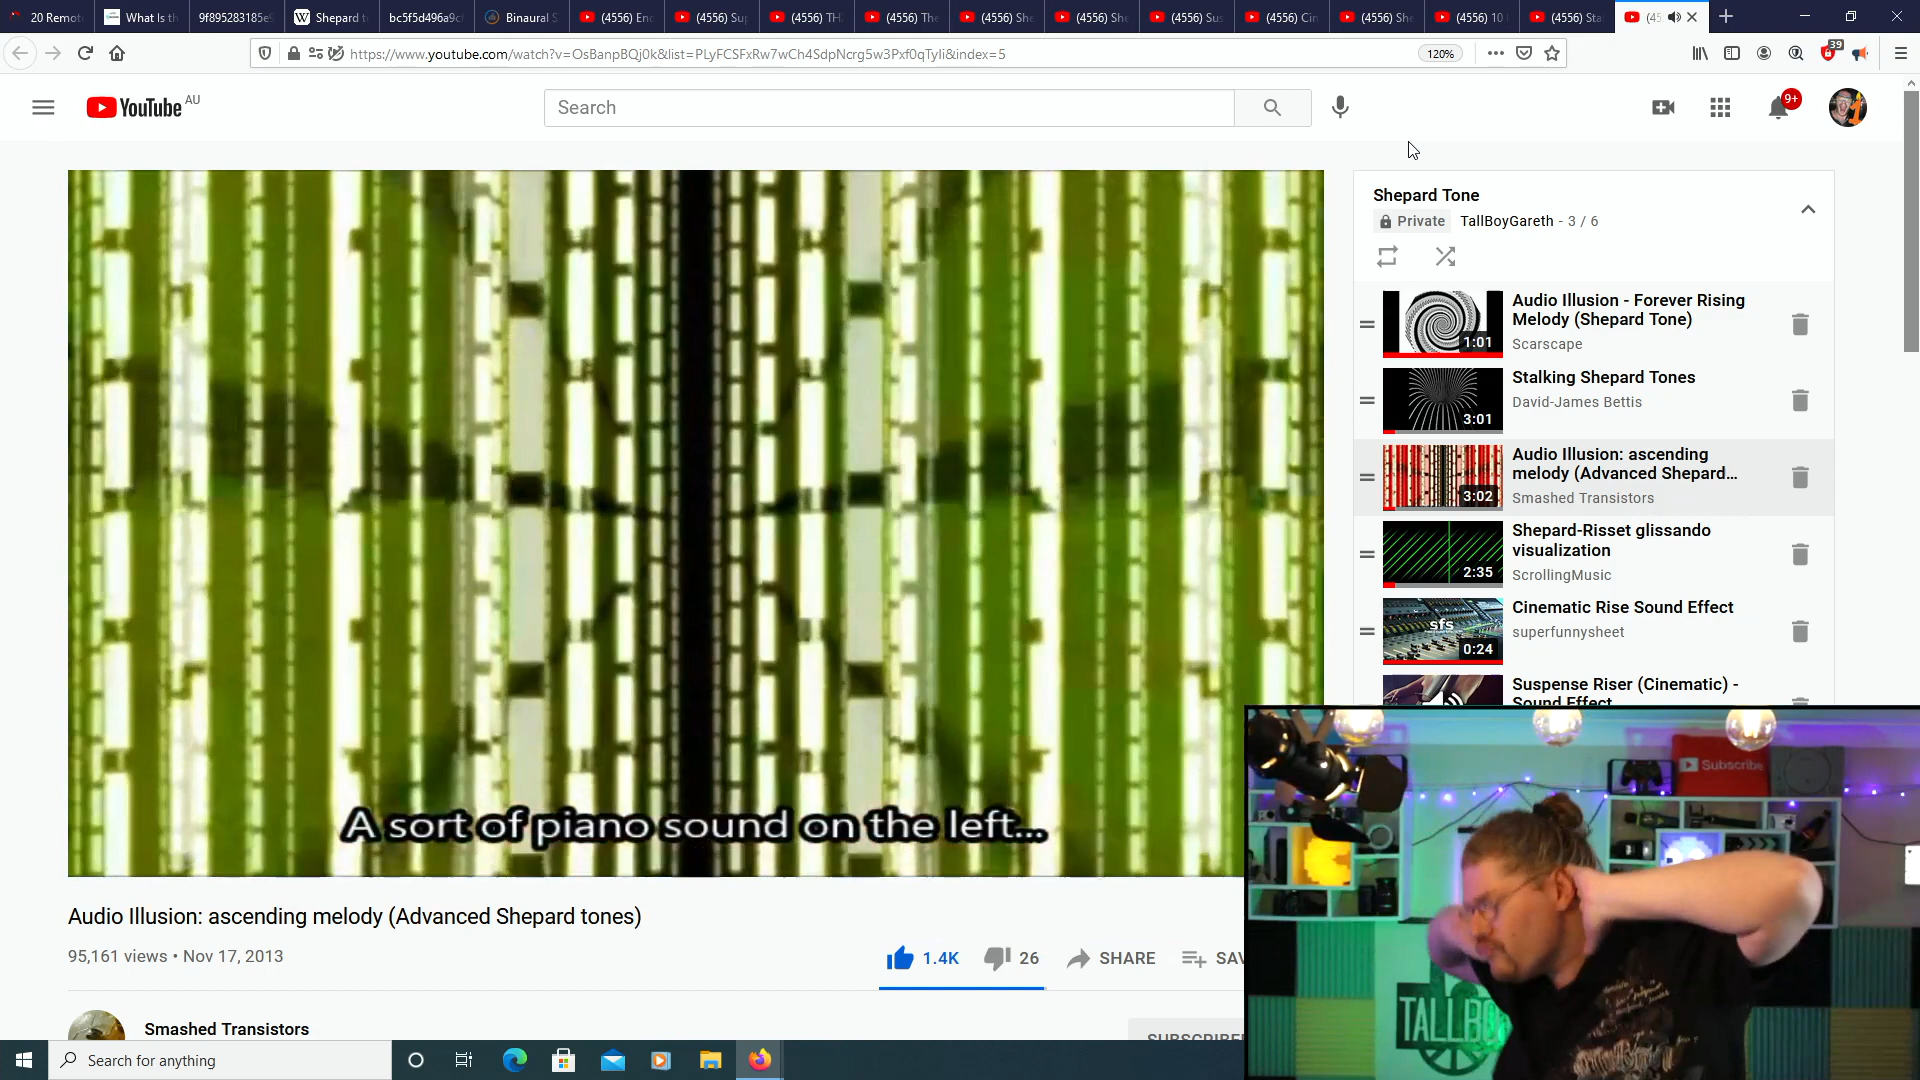 20 Remot
What Is th
9f895283185e9
Shepard t
bc5f5d496a9c
Binaural S
(4556) En
(4556) Su
(4556) TH
(4556) The
(4556) She
(4556) She
(4556) Sus
(4556) Cin
(4556) She
(4556) 10
(4556) Sta
(45
https://www.youtube.com/watch?v=OsBanpBQj0k&list=PLyFCSFxRw7wCh4SdpNcrg5w3Pxf0qTyIi&index=5
120%
39
YouTube AU
Search
9+
Shepard Tone
Private TallBoyGareth - 3 / 6
Audio Illusion - Forever Rising
Melody (Shepard Tone)
Scarscape
1:01
Stalking Shepard Tones
David-James Bettis
3:01
Audio Illusion: ascending
melody (Advanced Shepard...
Smashed Transistors
3:02
Shepard-Risset glissando
visualization
ScrollingMusic
2:35
Cinematic Rise Sound Effect
superfunnysheet
sfs
0:24
Suspense Riser (Cinematic) -
Sound Effect
A sort of piano sound on the left...
Audio Illusion: ascending melody (Advanced Shepard tones)
95,161 views • Nov 17, 2013
1.4K
26
SHARE
SAV
Smashed Transistors
SUBSCRIBE
Subscribe
TALLBO
Search for anything